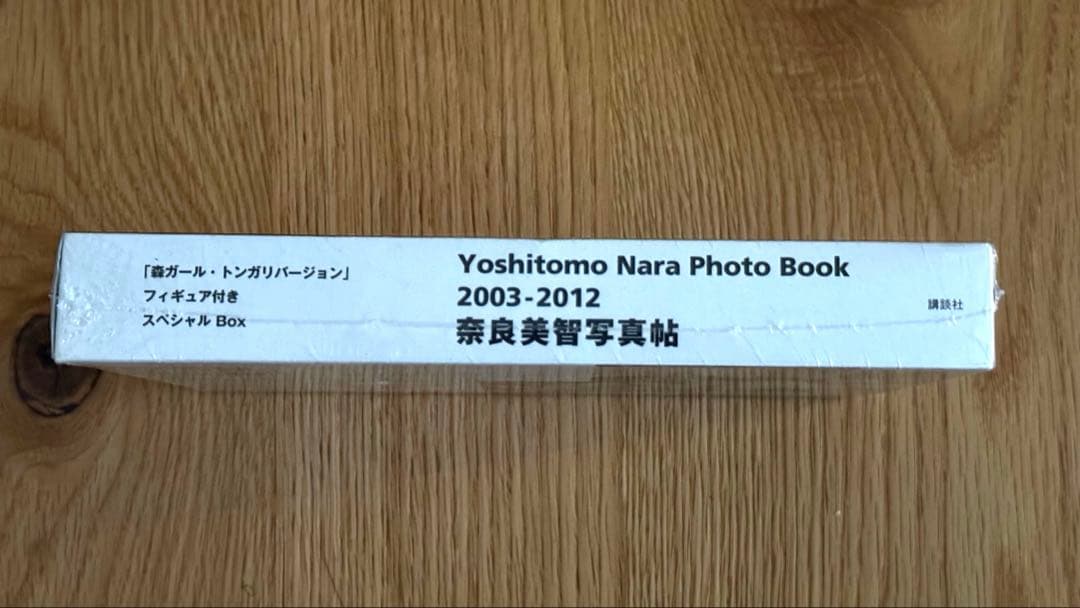 「森ガール・トンガリバージョン」
フィギュア付き
スペシャル Box
Yoshitomo Nara Photo Book
2003-2012
奈良美智写真帖
講談社